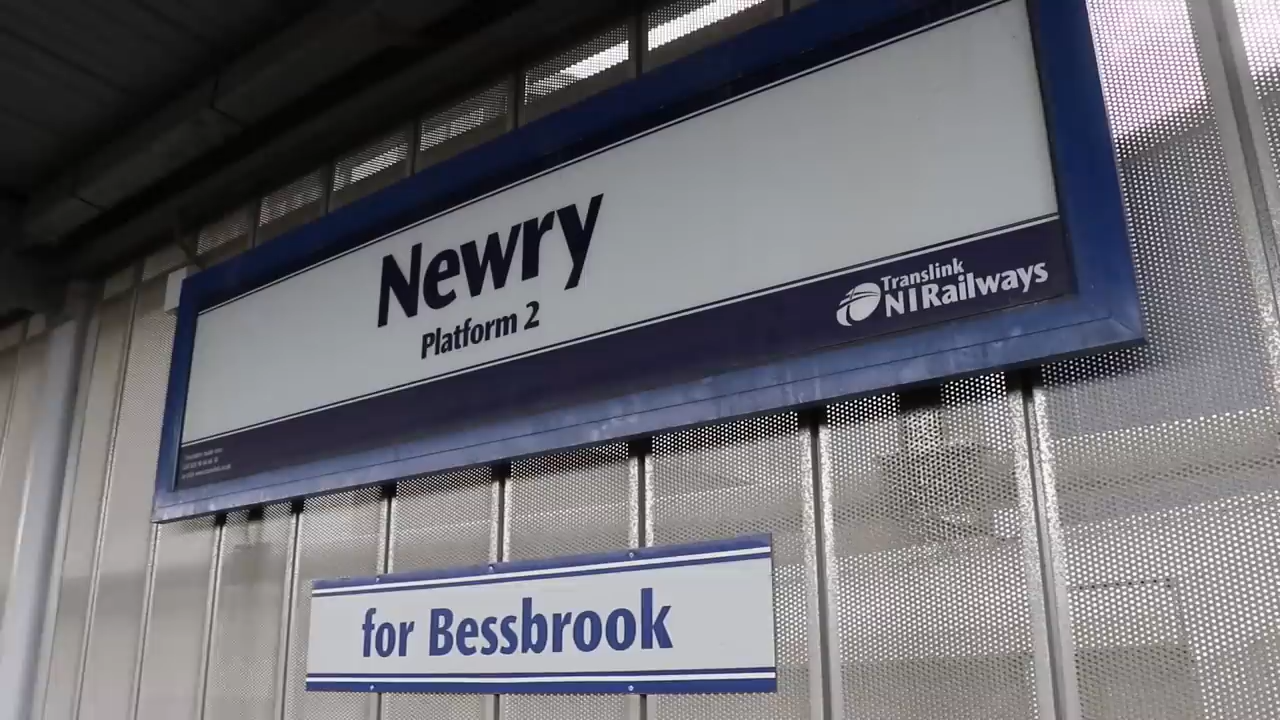 Newry
Platform 2
Translink
NIRailways
for Bessbrook